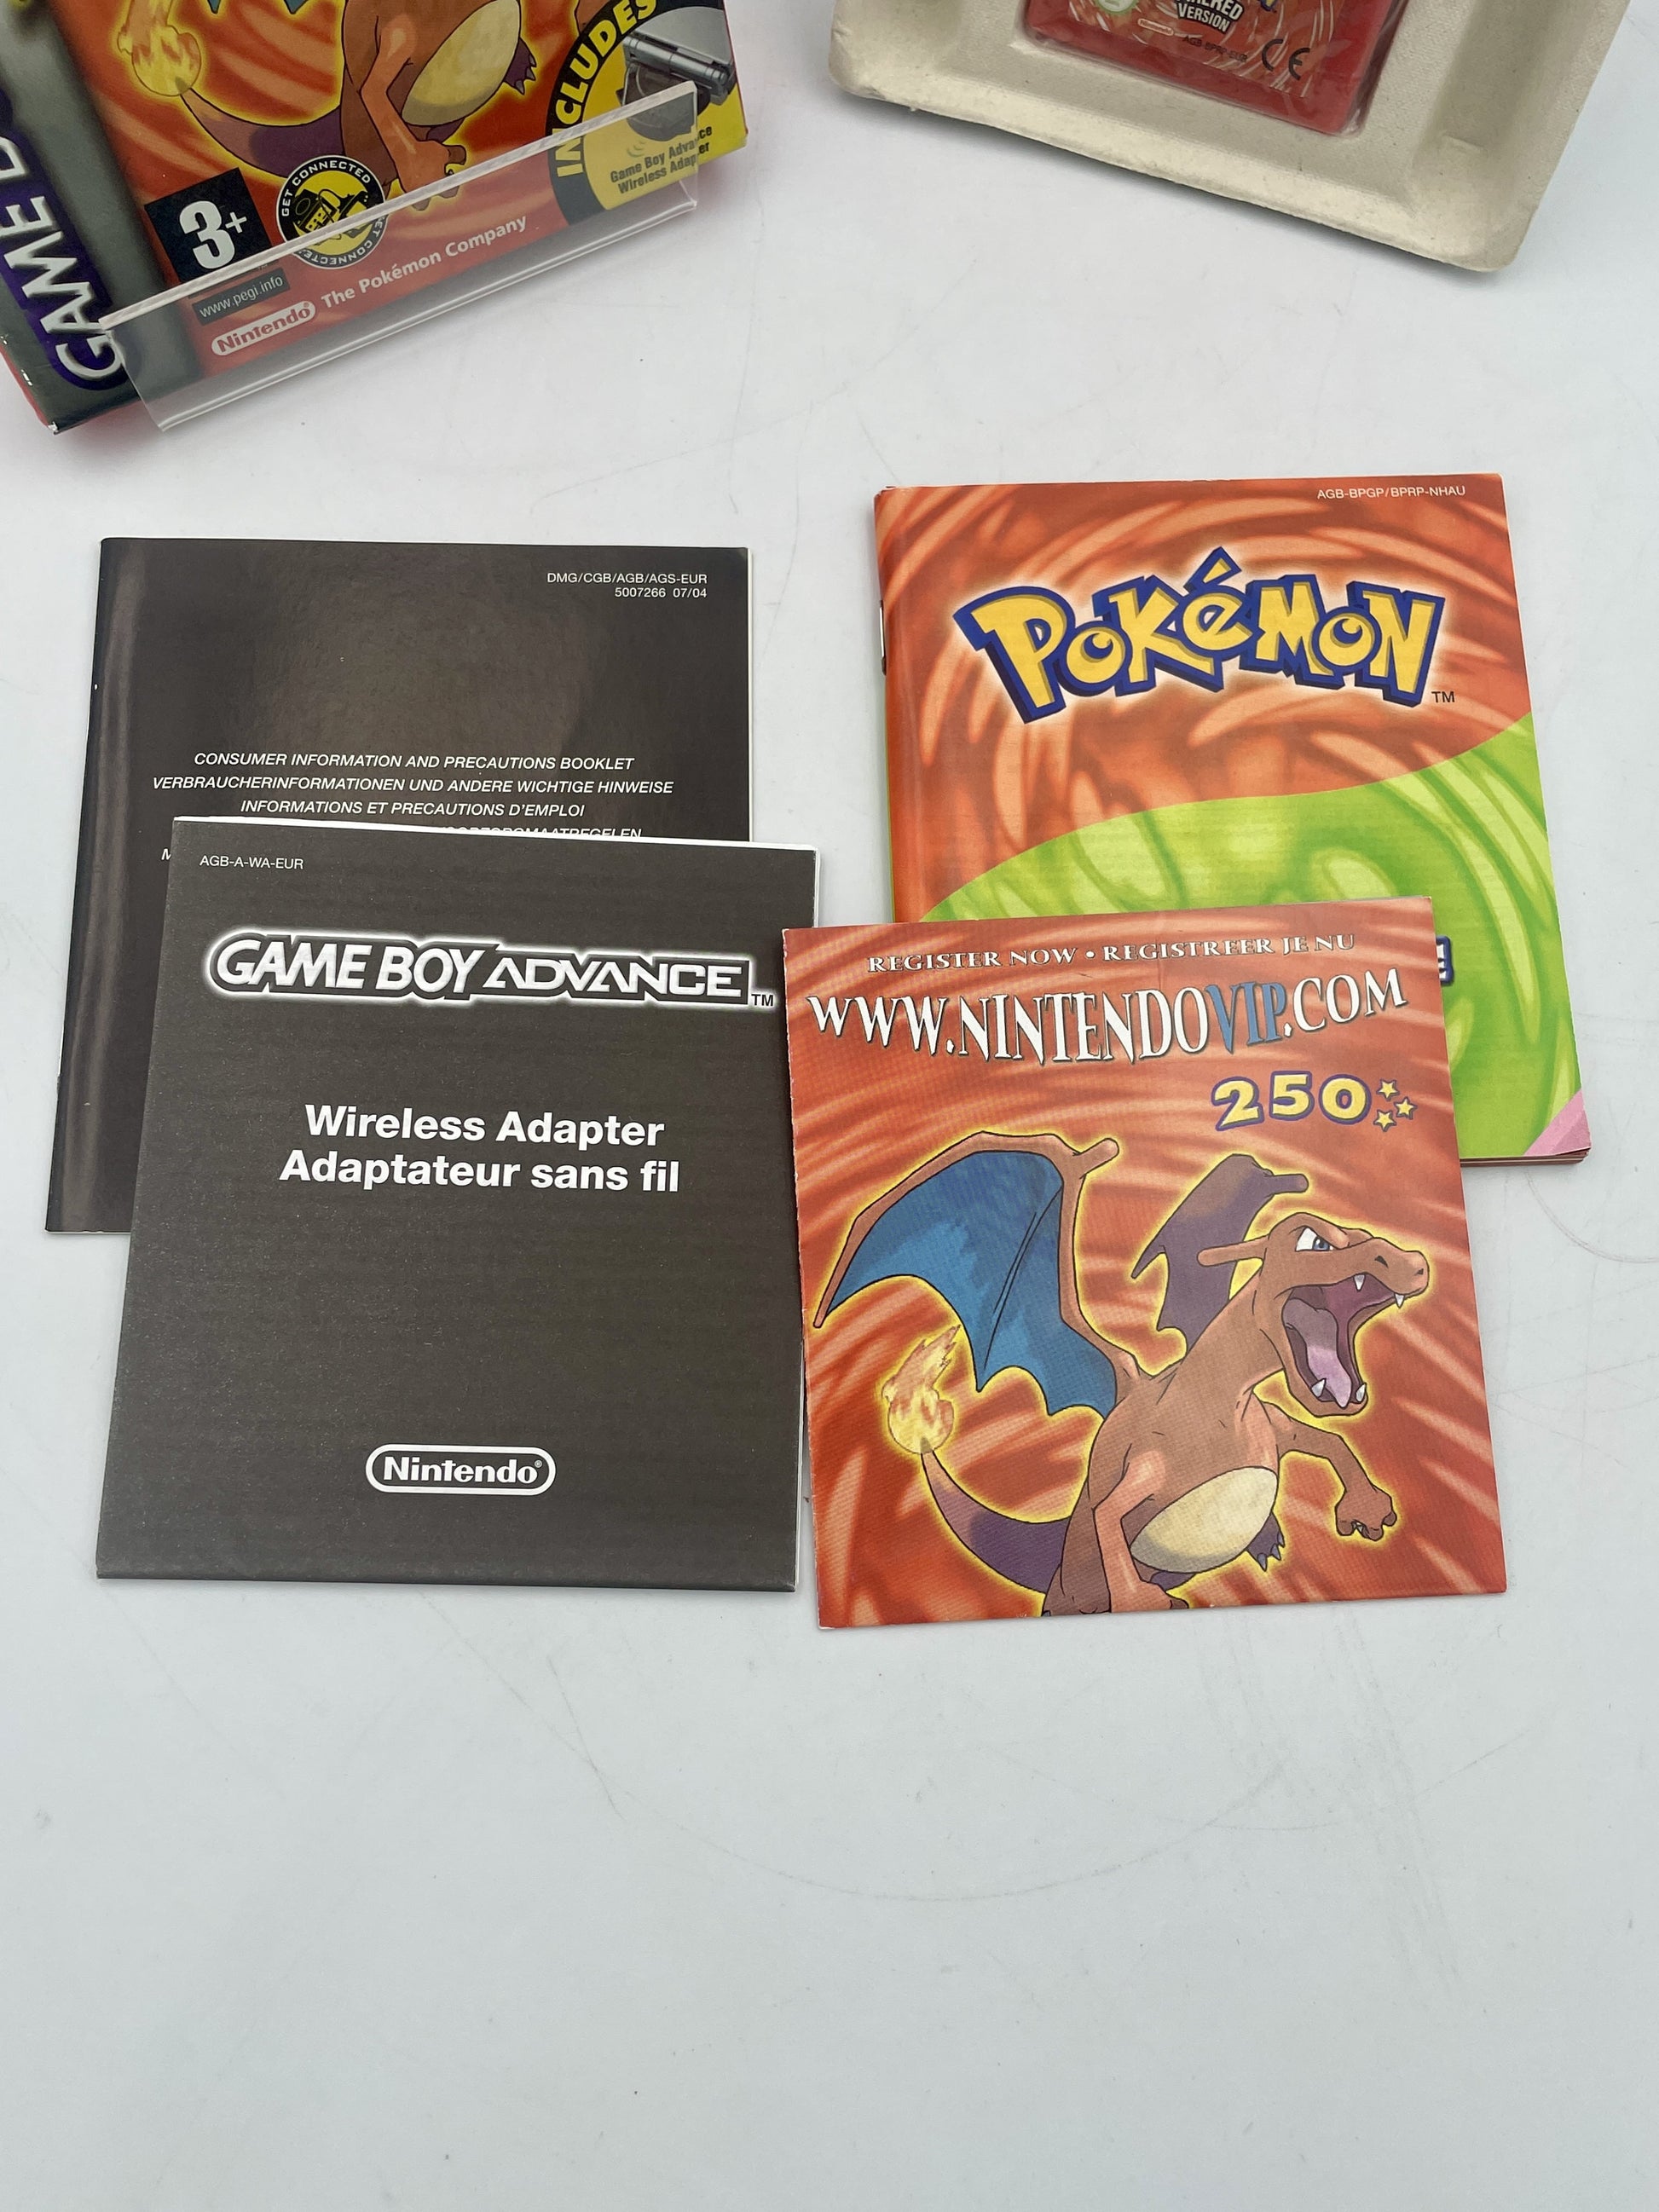 INCLUDES
Game Boy Advance
Wireless Adapter
3+
GET CONNECTED
www.pegi.info
Nintendo® The Pokémon Company
GAME
VERSION
CE
DMG/CGB/AGB/AGS-EUR
5007266 07/04
CONSUMER INFORMATION AND PRECAUTIONS BOOKLET
VERBRAUCHERINFORMATIONEN UND ANDERE WICHTIGE HINWEISE
INFORMATIONS ET PRECAUTIONS D'EMPLOI
AGB-BPGP/BPRP-NHAU
POKéMON™
AGB-A-WA-EUR
GAME BOY ADVANCE™
Wireless Adapter
Adaptateur sans fil
Nintendo®
REGISTER NOW • REGISTREER JE NU
WWW.NINTENDOVIP.COM
250